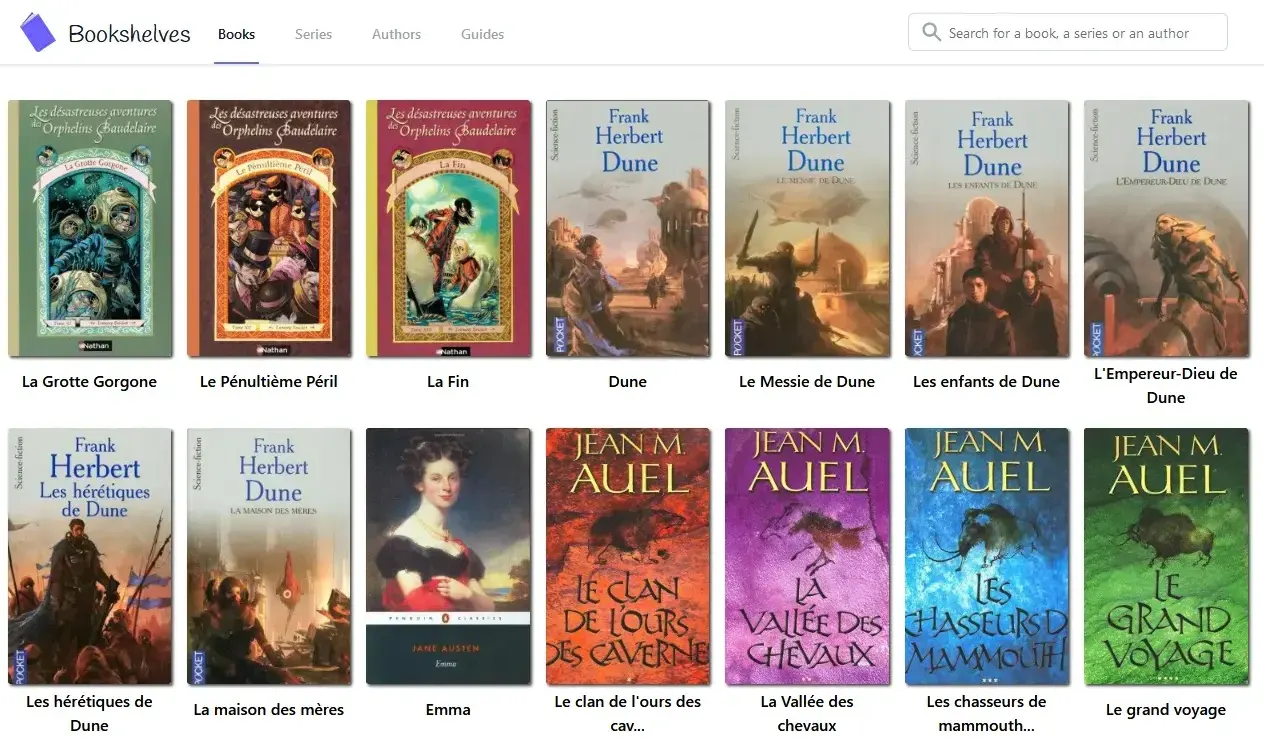 Bookshelves
Books
Series
Authors
Guides
Search for a book, a series or an author
Les désastreuses aventures
des Orphelins Baudelaire
La Grotte Gorgone
Nathan
Les désastreuses aventures
des Orphelins Baudelaire
Le Pénultième Péril
Nathan
Les désastreuses aventures
des Orphelins Baudelaire
La Fin
Nathan
Science-fiction
Frank
Herbert
Dune
POCKET
Science-fiction
Frank
Herbert
Dune
LE MESSIE DE DUNE
POCKET
Science-fiction
Frank
Herbert
Dune
LES ENFANTS DE DUNE
POCKET
Science-fiction
Frank
Herbert
Dune
L'EMPEREUR-DIEU DE DUNE
POCKET
La Grotte Gorgone
Le Pénultième Péril
La Fin
Dune
Le Messie de Dune
Les enfants de Dune
L'Empereur-Dieu de
Dune
Science-fiction
Frank
Herbert
Les hérétiques
de Dune
POCKET
Science-fiction
Frank
Herbert
Dune
LA MAISON DES MÈRES
POCKET
PENGUIN CLASSICS
JANE AUSTEN
Emma
JEAN M.
AUEL
LE CLAN
DE L'OURS
DES CAVERNE
JEAN M.
AUEL
LA
VALLÉE DES
CHEVAUX
JEAN M.
AUEL
LES
CHASSEURS D
MAMMOUTH
JEAN M.
AUEL
LE
GRAND
VOYAGE
Les hérétiques de
Dune
La maison des mères
Emma
Le clan de l'ours des
cav...
La Vallée des
chevaux
Les chasseurs de
mammouth...
Le grand voyage